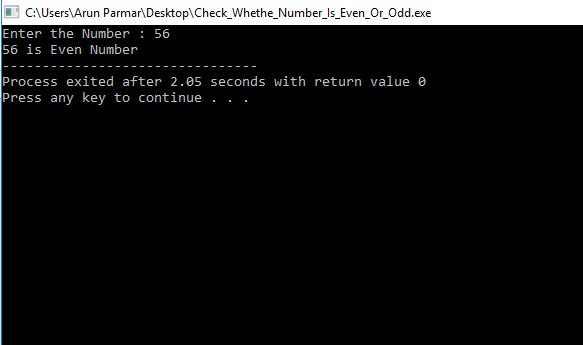 C:\Users\Arun Parmar\Desktop\Check_Whethe_Number_Is_Even_Or_Odd.exe
Enter the Number : 56
56 is Even Number
--------------------------------
Process exited after 2.05 seconds with return value 0
Press any key to continue . . .